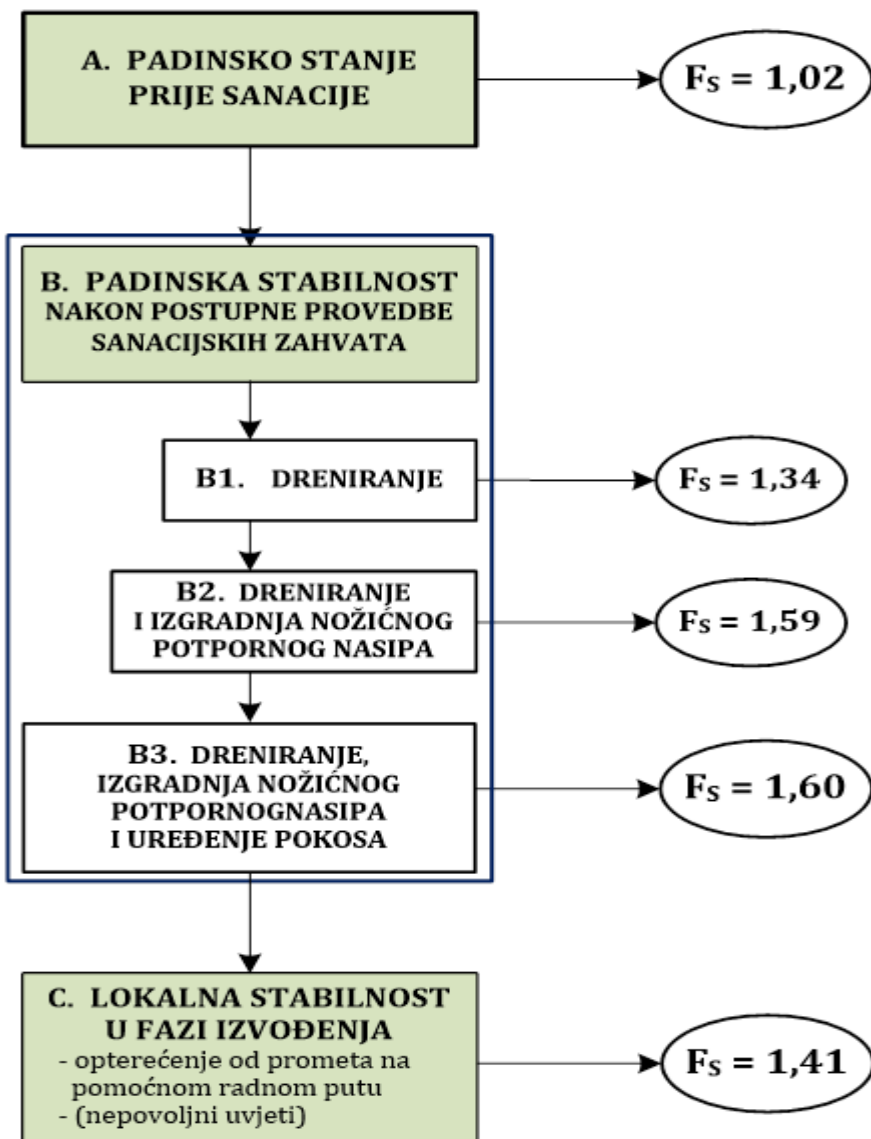 A. PADINSKO STANJE
PRIJE SANACIJE
FS = 1,02
B. PADINSKA STABILNOST
NAKON POSTUPNE PROVEDBE
SANACIJSKIH ZAHVATA
B1. DRENIRANJE
FS = 1,34
B2. DRENIRANJE
I IZGRADNJA NOŽIĆNOG
POTPORNOG NASIPA
FS = 1,59
B3. DRENIRANJE,
IZGRADNJA NOŽIĆNOG
POTPORNOGNASIPA
I UREĐENJE POKOSA
FS = 1,60
C. LOKALNA STABILNOST
U FAZI IZVOĐENJA
- opterećenje od prometa na
pomoćnom radnom putu
- (nepovoljni uvjeti)
FS = 1,41